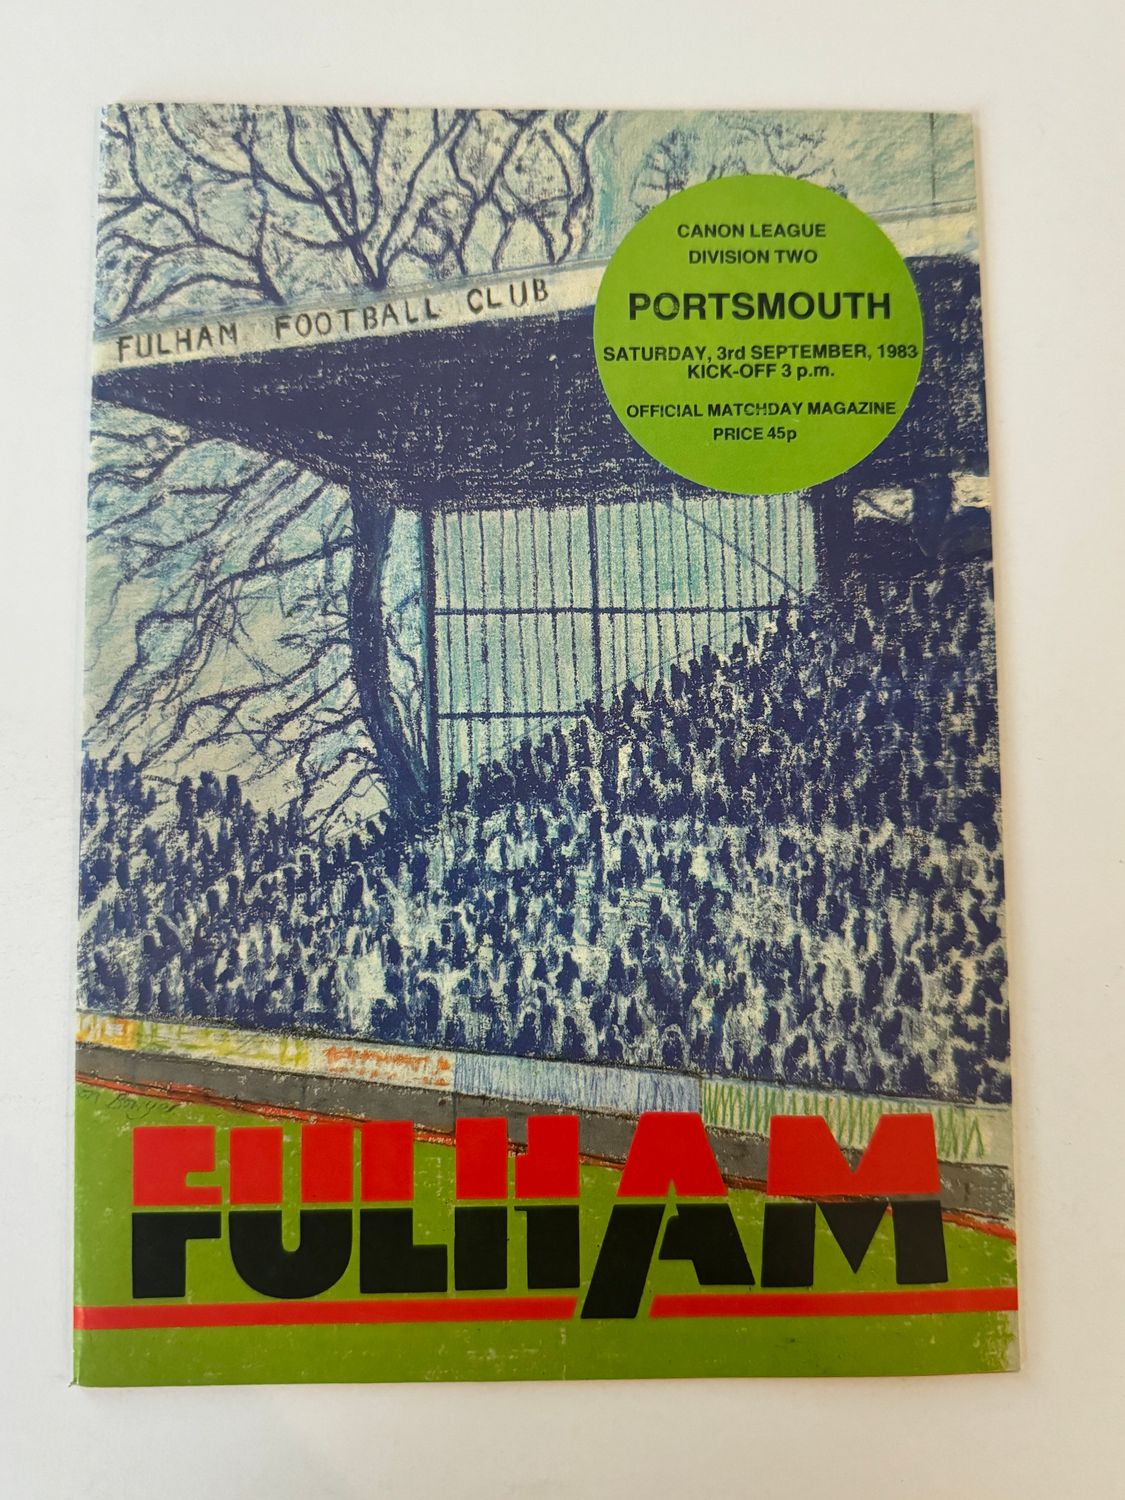 CANON LEAGUE
DIVISION TWO
PORTSMOUTH
SATURDAY, 3rd SEPTEMBER, 1983
KICK-OFF 3 p.m.
OFFICIAL MATCHDAY MAGAZINE
PRICE 45p
FULHAM FOOTBALL CLUB
FULHAM